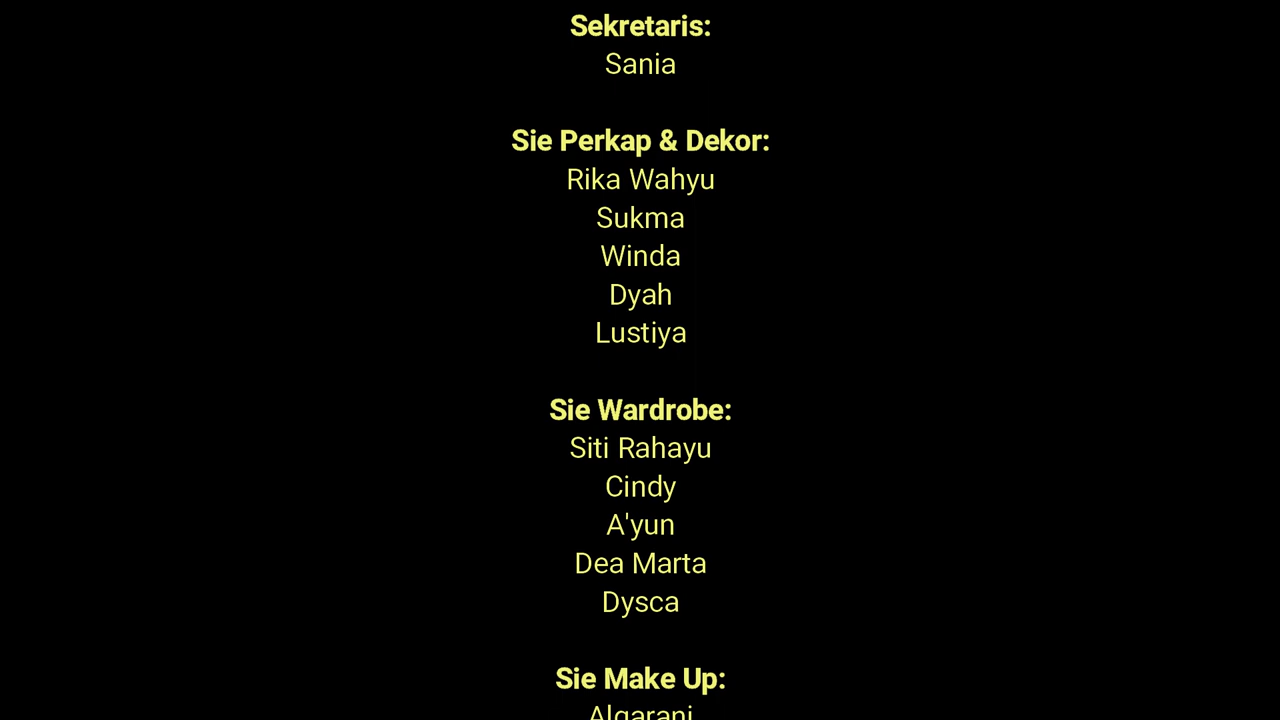 Sekretaris:
Sania
Sie Perkap & Dekor:
Rika Wahyu
Sukma
Winda
Dyah
Lustiya
Sie Wardrobe:
Siti Rahayu
Cindy
A'yun
Dea Marta
Dysca
Sie Make Up: